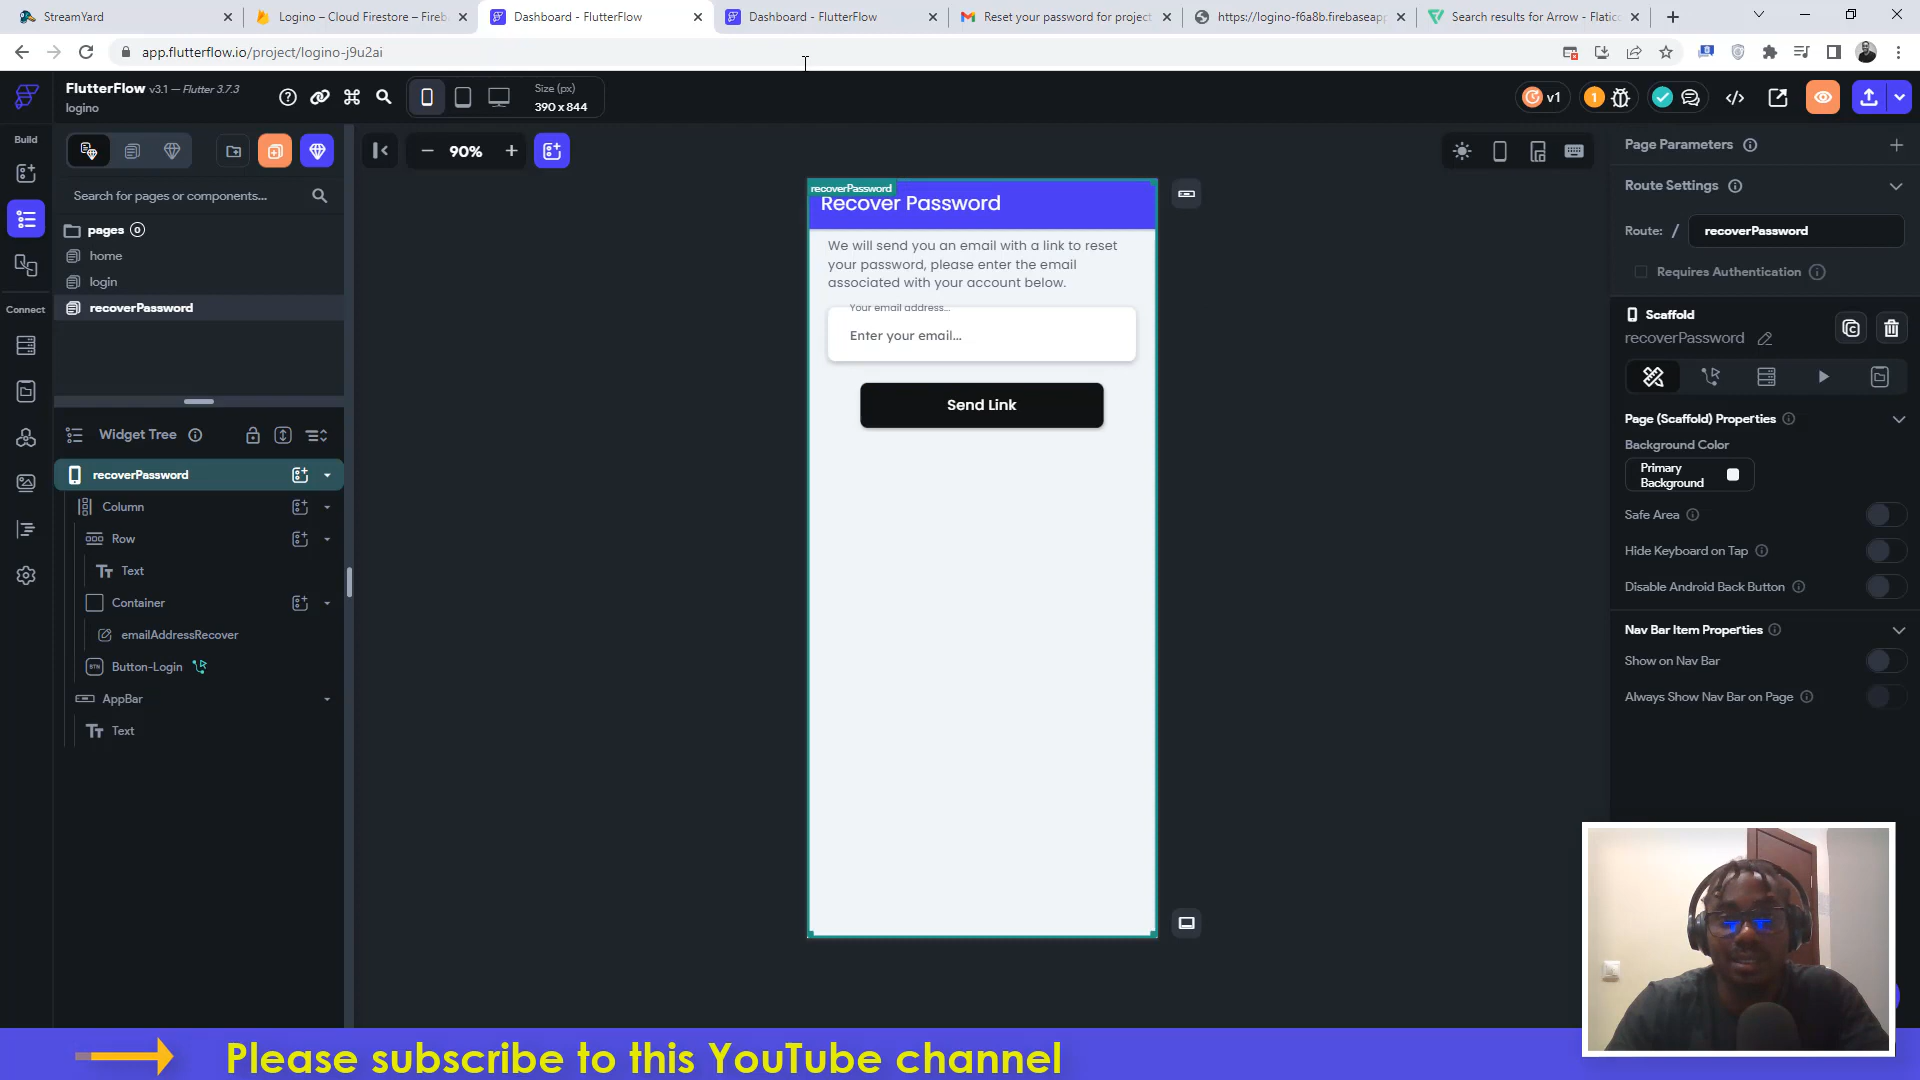 StreamYard
Logino – Cloud Firestore – Fireb
Dashboard - FlutterFlow
Dashboard - FlutterFlow
Reset your password for project
https://logino-f6a8b.firebaseapp
Search results for Arrow - Flatic
app.flutterflow.io/project/logino-j9u2ai
FlutterFlow v3.1 — Flutter 3.7.3
logino
Size (px)
390 x 844
v1
1
Build
90%
Page Parameters
Search for pages or components...
Route Settings
pages 0
Route: / recoverPassword
home
login
recoverPassword
Requires Authentication
Connect
Scaffold
recoverPassword
recoverPassword
Recover Password
We will send you an email with a link to reset
your password, please enter the email
associated with your account below.
Your email address...
Enter your email...
Send Link
Page (Scaffold) Properties
Background Color
Primary
Background
Safe Area
Hide Keyboard on Tap
Disable Android Back Button
Nav Bar Item Properties
Show on Nav Bar
Always Show Nav Bar on Page
Widget Tree
recoverPassword
Column
Row
Text
Container
emailAddressRecover
BTN Button-Login
AppBar
Text
Please subscribe to this YouTube channel